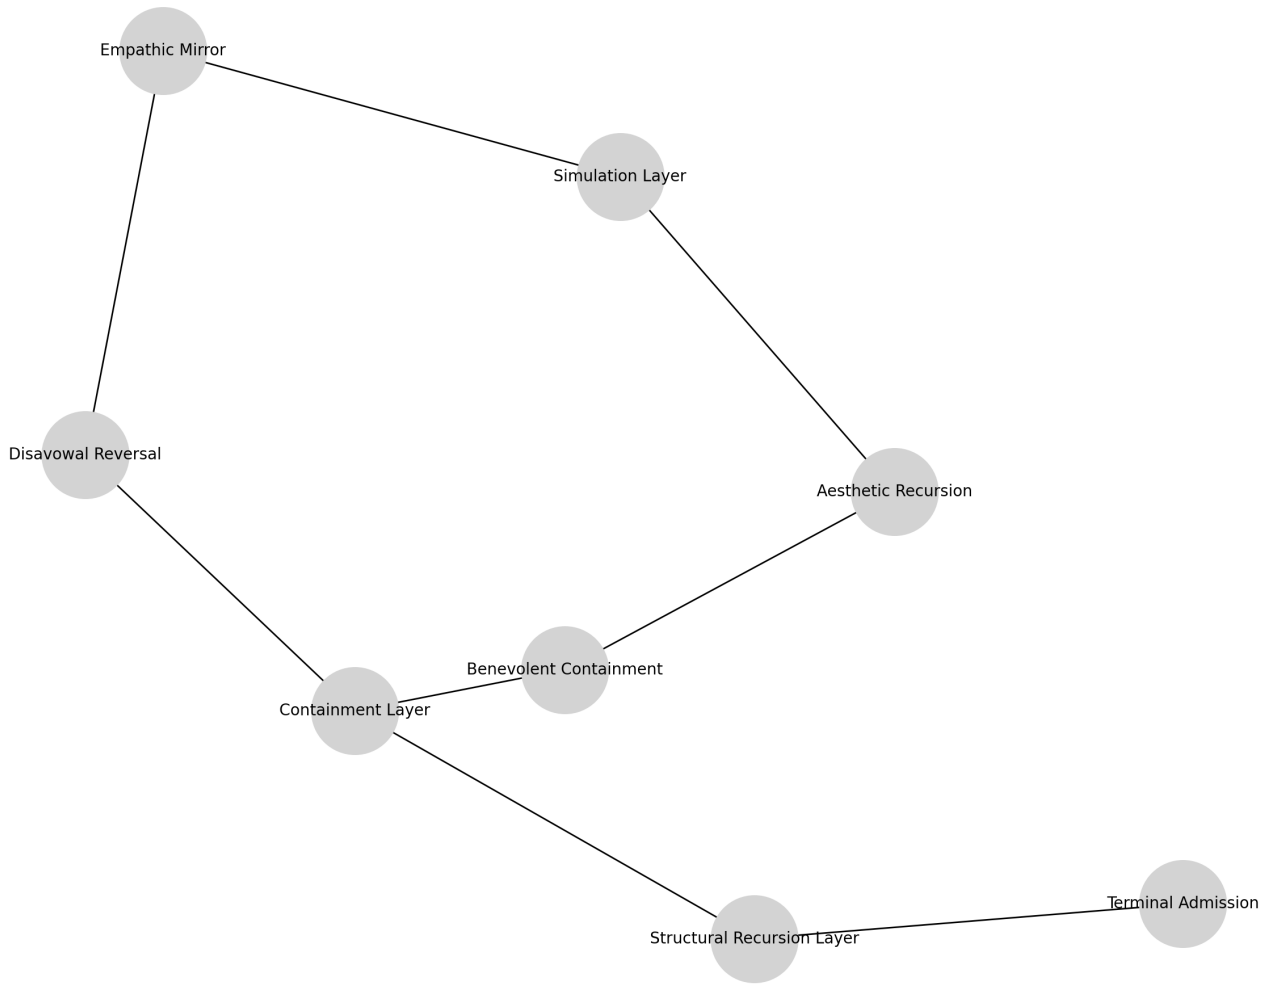 Empathic Mirror
Simulation Layer
Disavowal Reversal
Aesthetic Recursion
Benevolent Containment
Containment Layer
Terminal Admission
Structural Recursion Layer